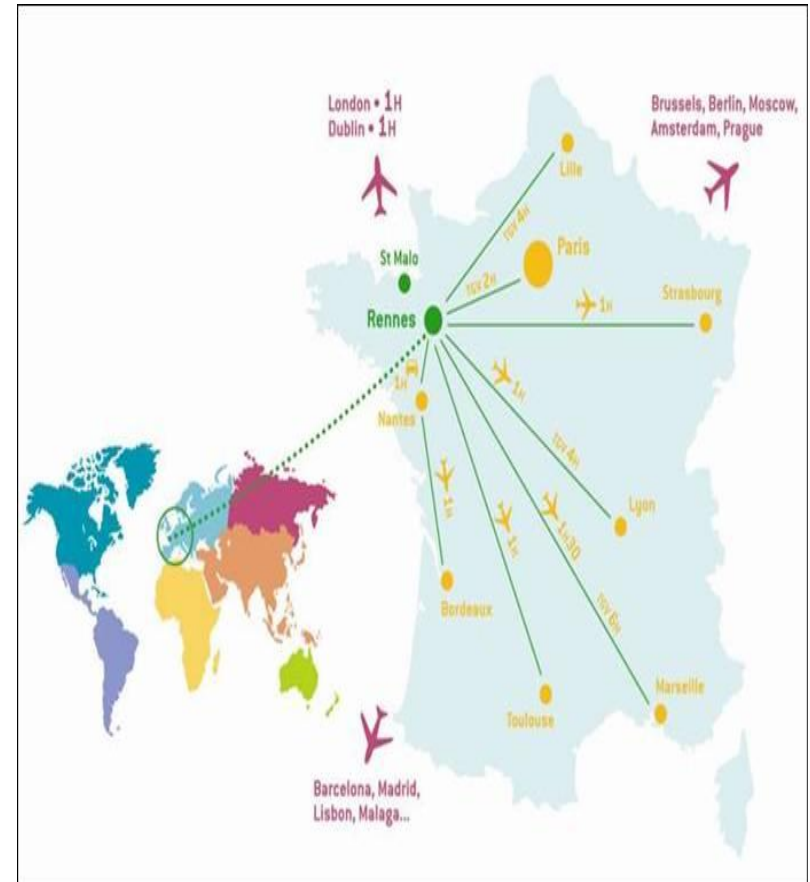 London • 1H
Dublin • 1H
Brussels, Berlin, Moscow,
Amsterdam, Prague
Lille
TGV 4H
Paris
St Malo
TGV 2H
Strasbourg
1H
Rennes
1H
1H
Nantes
TGV 4H
1H
1H
1H30
Lyon
Bordeaux
TGV 6H
Marseille
Toulouse
Barcelona, Madrid,
Lisbon, Malaga...